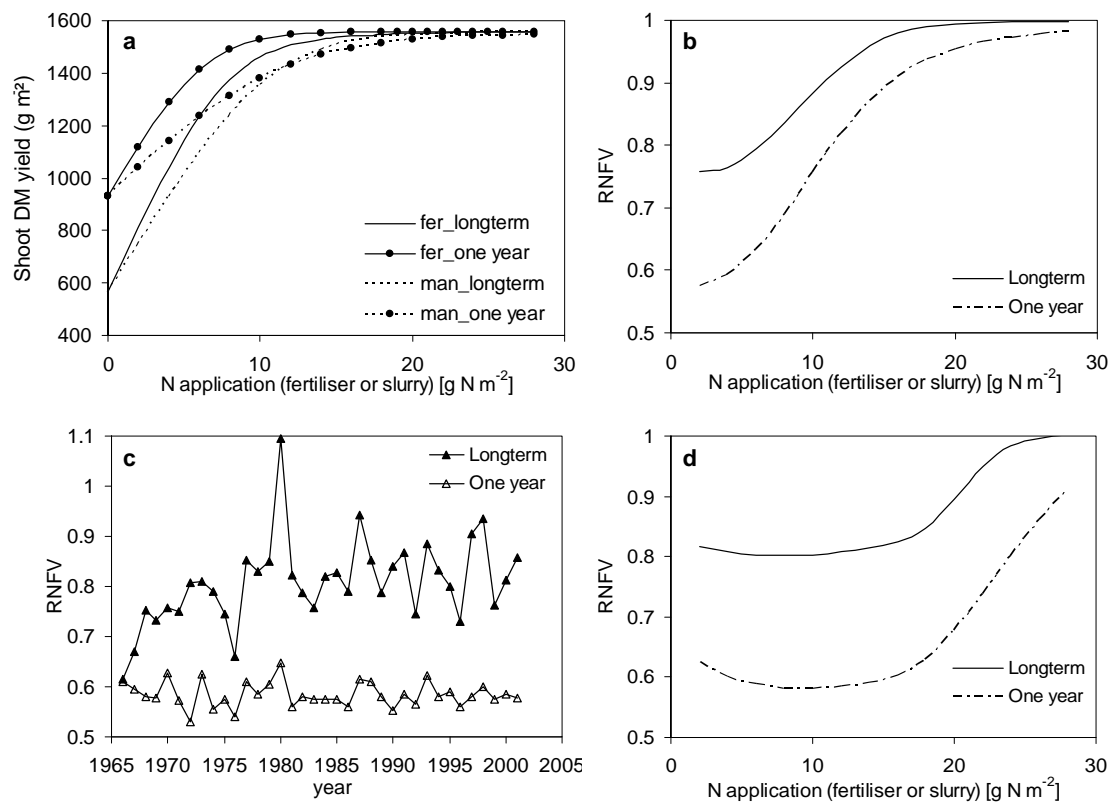 a
Shoot DM yield (g m⁻²)
1600
1400
1200
1000
800
600
400
0 10 20 30
N application (fertiliser or slurry) [g N m⁻²]
fer_longterm
fer_one year
man_longterm
man_one year
b
RNFV
1
0.9
0.8
0.7
0.6
0.5
0 10 20 30
N application (fertiliser or slurry) [g N m⁻²]
Longterm
One year
c
RNFV
1.1
1
0.9
0.8
0.7
0.6
0.5
1965 1970 1975 1980 1985 1990 1995 2000 2005
year
Longterm
One year
d
RNFV
1
0.9
0.8
0.7
0.6
0.5
0 10 20 30
N application (fertiliser or slurry) [g N m⁻²]
Longterm
One year